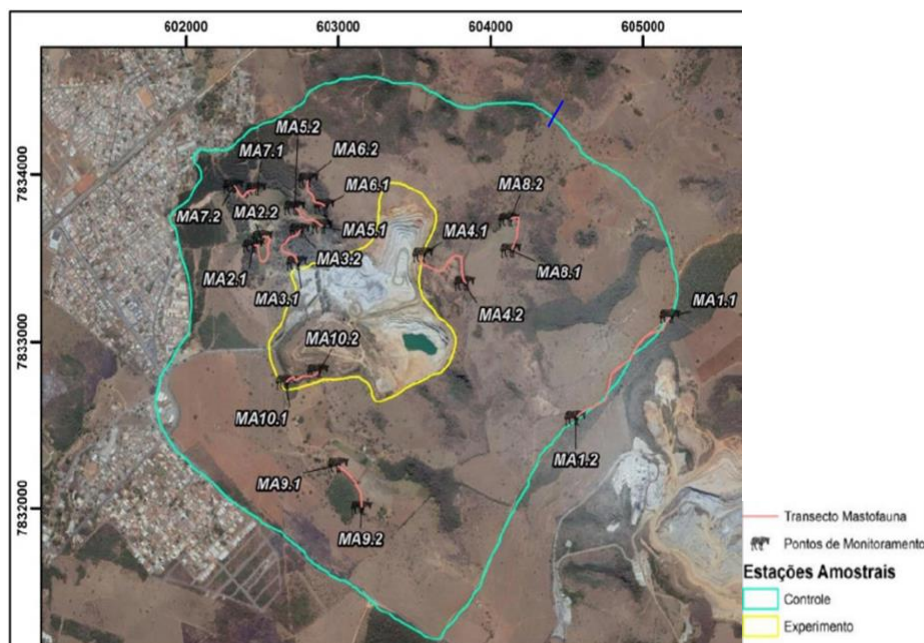 602000
603000
604000
605000
7834000
7833000
7832000
MA5.2
MA7.1
MA6.2
MA7.2
MA2.2
MA6.1
MA8.2
MA5.1
MA4.1
MA2.1
MA3.2
MA8.1
MA3.1
MA4.2
MA1.1
MA10.2
MA10.1
MA1.2
MA9.1
MA9.2
Transecto Mastofauna
Pontos de Monitoramento
Estações Amostrais
Controle
Experimento